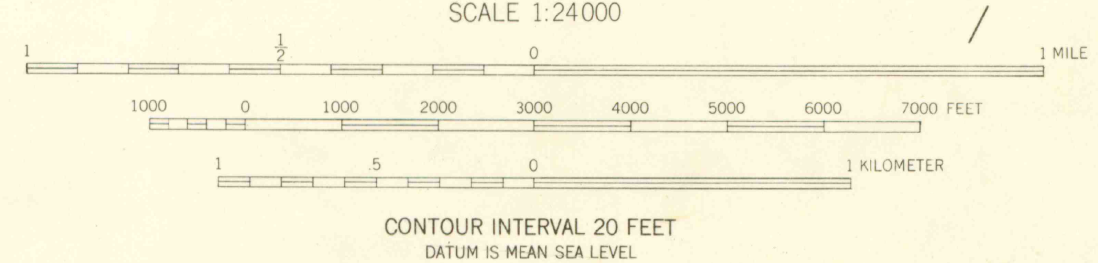 SCALE 1:24000
1 ½ 0 1 MILE
1000 0 1000 2000 3000 4000 5000 6000 7000 FEET
1 .5 0 1 KILOMETER
CONTOUR INTERVAL 20 FEET
DATUM IS MEAN SEA LEVEL